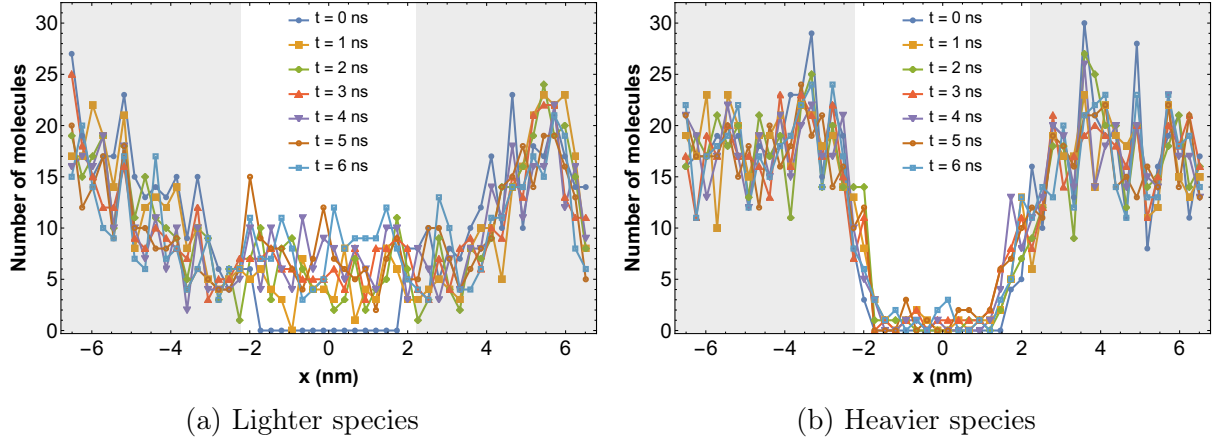 30
25
20
15
10
5
0
Number of molecules
t = 0 ns
t = 1 ns
t = 2 ns
t = 3 ns
t = 4 ns
t = 5 ns
t = 6 ns
−6 −4 −2 0 2 4 6
x (nm)
(a) Lighter species
30
25
20
15
10
5
0
Number of molecules
t = 0 ns
t = 1 ns
t = 2 ns
t = 3 ns
t = 4 ns
t = 5 ns
t = 6 ns
−6 −4 −2 0 2 4 6
x (nm)
(b) Heavier species